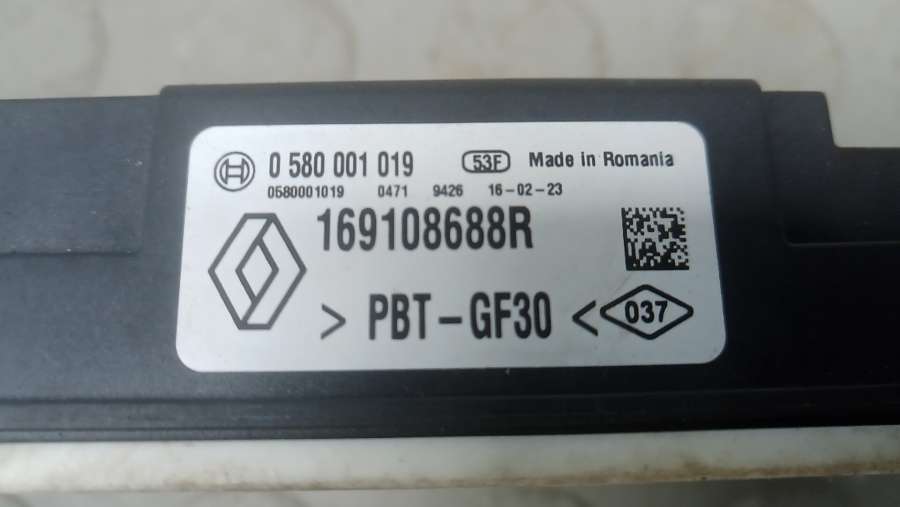 0 580 001 019 53F Made in Romania
0580001019 0471 9426 16-02-23
169108688R
> PBT-GF30 < 037